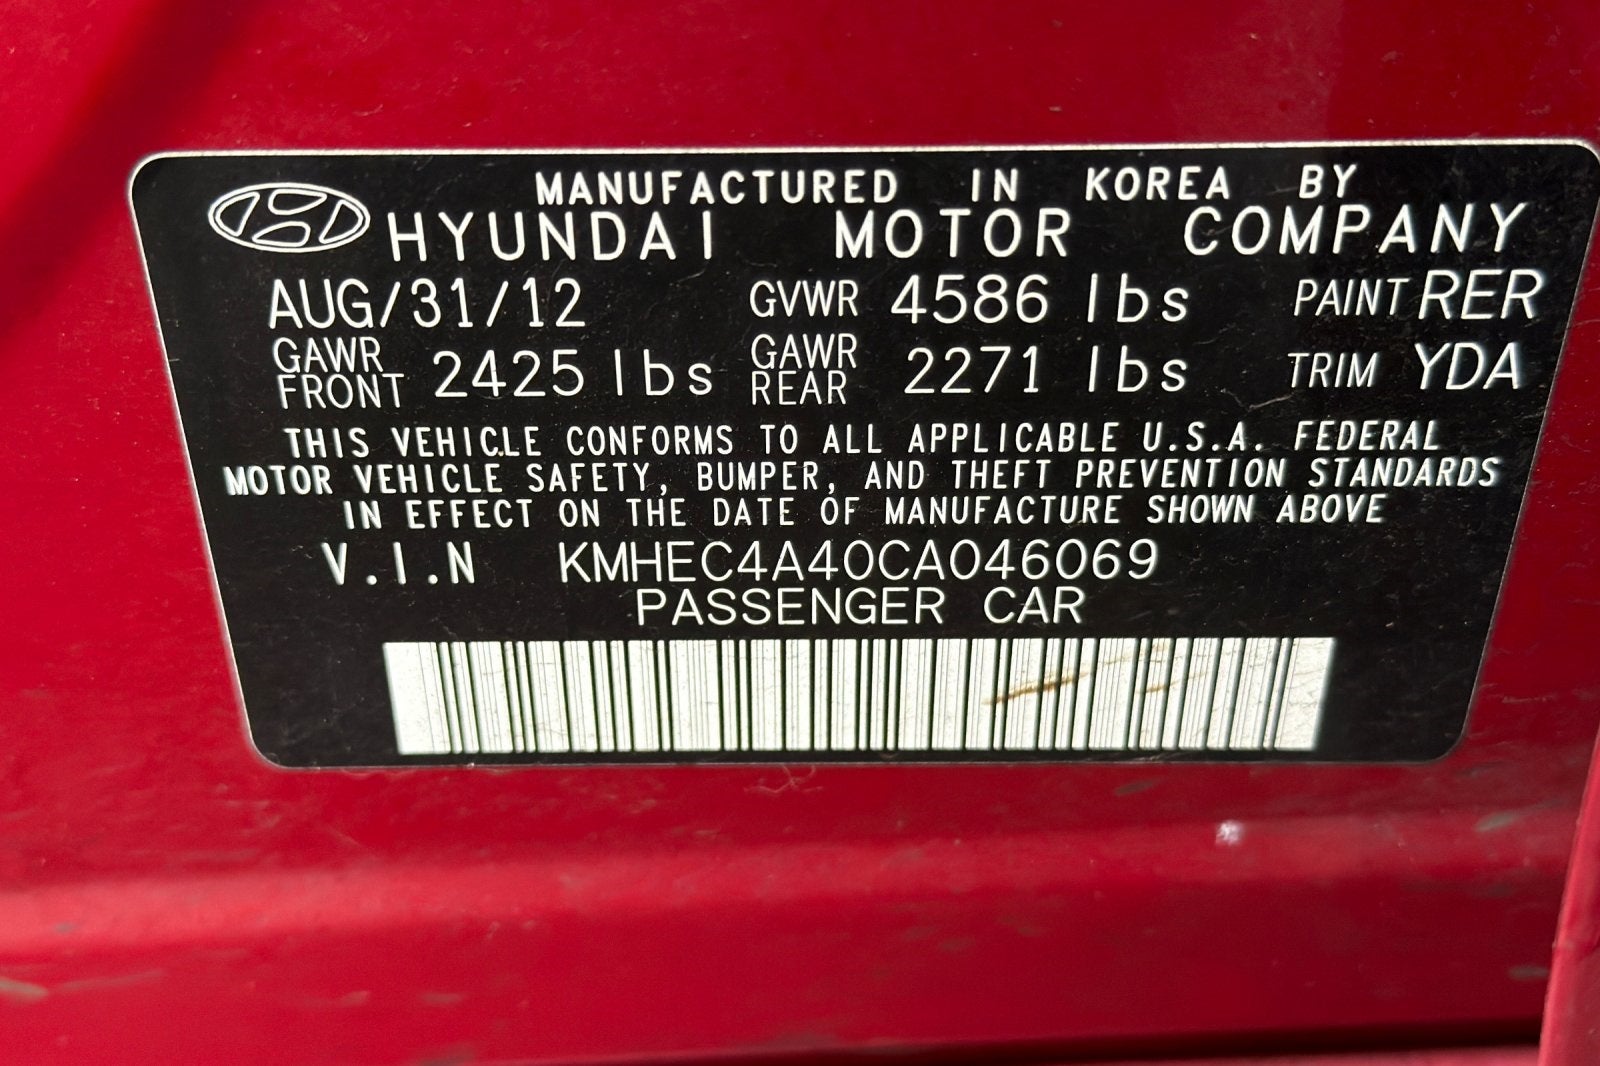 MANUFACTURED IN KOREA BY
HYUNDAI MOTOR COMPANY
AUG/31/12 GVWR 4586 lbs PAINT RER
GAWR FRONT 2425 lbs GAWR REAR 2271 lbs TRIM YDA
THIS VEHICLE CONFORMS TO ALL APPLICABLE U.S.A. FEDERAL
MOTOR VEHICLE SAFETY, BUMPER, AND THEFT PREVENTION STANDARDS
IN EFFECT ON THE DATE OF MANUFACTURE SHOWN ABOVE
V.I.N KMHEC4A40CA046069
PASSENGER CAR